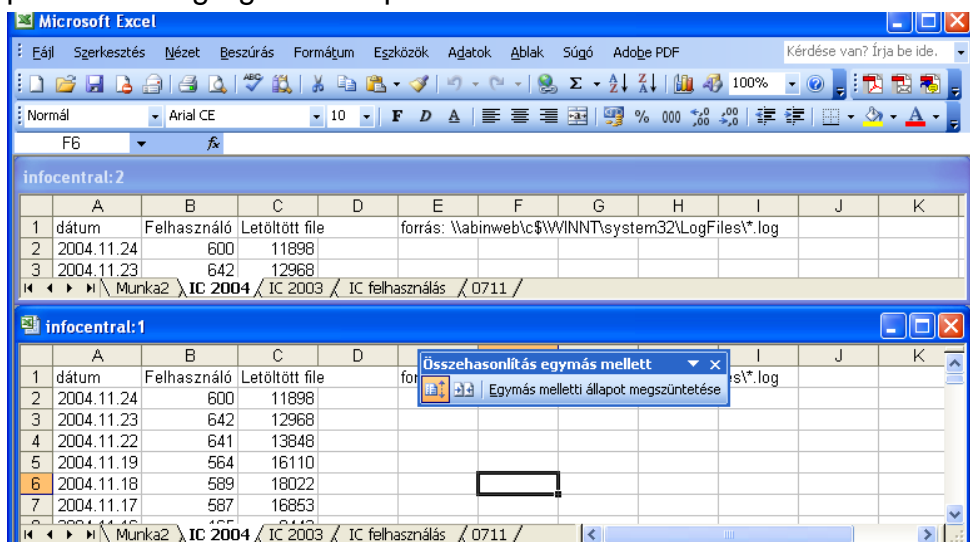 Microsoft Excel
Fájl Szerkesztés Nézet Beszúrás Formátum Eszközök Adatok Ablak Súgó Adobe PDF Kérdése van? Írja be ide.
100%
Normál Arial CE 10 F D A % 000
F6 fx
infocentral:2
A B C D E F G H I J K
1 dátum Felhasználó Letöltött file forrás: \\abinweb\c$\WINNT\system32\LogFiles\*.log
2 2004.11.24 600 11898
3 2004.11.23 642 12968
Munka2 IC 2004 IC 2003 IC felhasználás 0711
infocentral:1
A B C D I J K
Összehasonlítás egymás mellett
1 dátum Felhasználó Letöltött file for es\*.log
Egymás melletti állapot megszüntetése
2 2004.11.24 600 11898
3 2004.11.23 642 12968
4 2004.11.22 641 13848
5 2004.11.19 564 16110
6 2004.11.18 589 18022
7 2004.11.17 587 16853
Munka2 IC 2004 IC 2003 IC felhasználás 0711